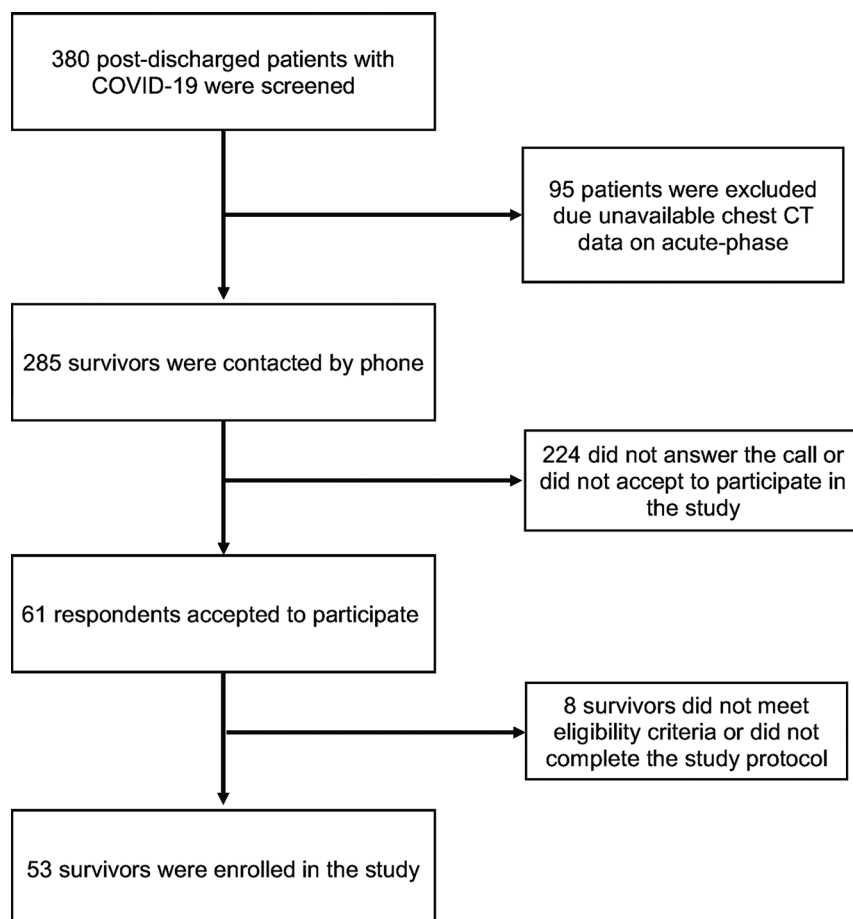 380 post-discharged patients with
COVID-19 were screened
95 patients were excluded
due unavailable chest CT
data on acute-phase
285 survivors were contacted by phone
224 did not answer the call or
did not accept to participate in
the study
61 respondents accepted to participate
8 survivors did not meet
eligibility criteria or did not
complete the study protocol
53 survivors were enrolled in the study